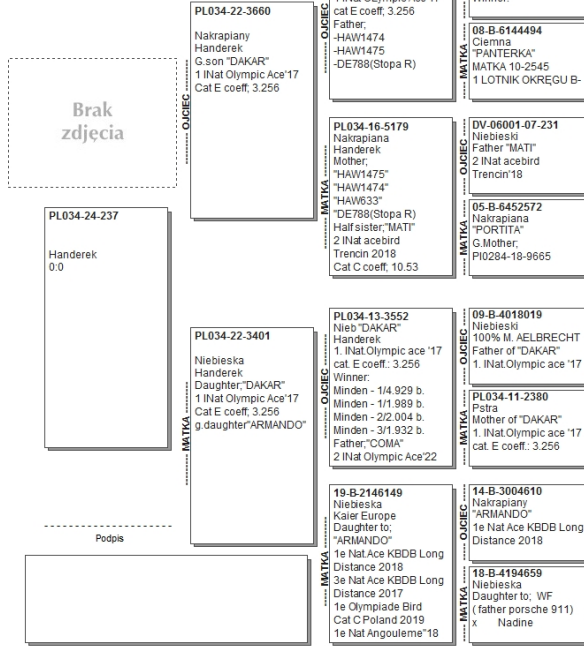 PL034-22-3660
Nakrapiany
Handerek
G.son "DAKAR"
1 INat Olympic Ace'17
Cat E coeff; 3.256
OJCIEC
cat E coeff; 3.256
Father;
-HAW1474
-HAW1475
-DE788(Stopa R)
OJCIEC
08-B-6144494
Ciemna
"PANTERKA"
MATKA 10-2545
1 LOTNIK OKRĘGU B-
MATKA
Brak
zdjęcia
PL034-16-5179
Nakrapiana
Handerek
Mother;
"HAW1475"
"HAW1474"
"HAW633"
"DE788(Stopa R)
Half sister;"MATI"
2 INat acebird
Trencin 2018
Cat C coeff; 10.53
MATKA
DV-06001-07-231
Niebieski
Father "MATI"
2 INat acebird
Trencin'18
OJCIEC
05-B-6452572
Nakrapiana
"PORTITA"
G.Mother;
Pl0284-18-9665
MATKA
PL034-24-237
Handerek
0:0
PL034-22-3401
Niebieska
Handerek
Daughter;"DAKAR"
1 INat Olympic Ace'17
Cat E coeff; 3.256
g.daughter"ARMANDO"
MATKA
PL034-13-3552
Nieb "DAKAR"
Handerek
1. INat.Olympic ace '17
cat. E coeff.: 3.256
Winner:
Minden - 1/4.929 b.
Minden - 1/1.989 b.
Minden - 2/2.004 b.
Minden - 3/1.932 b.
Father;"COMA"
2 INat Olympic Ace'22
OJCIEC
09-B-4018019
Niebieski
100% M. AELBRECHT
Father of "DAKAR"
1. INat.Olympic ace '17
OJCIEC
PL034-11-2380
Pstra
Mother of "DAKAR"
1. INat.Olympic ace '17
cat. E coeff.: 3.256
MATKA
19-B-2146149
Niebieska
Kaier Europe
Daughter to;
"ARMANDO"
1e Nat.Ace KBDB Long
Distance 2018
3e Nat Ace KBDB Long
Distance 2017
1e Olympiade Bird
Cat C Poland 2019
1e Nat Angouleme"18
MATKA
14-B-3004610
Nakrapiany
"ARMANDO"
1e Nat Ace KBDB Long
Distance 2018
OJCIEC
18-B-4194659
Niebieska
Daughter to; WF
( father porsche 911)
x Nadine
MATKA
Podpis